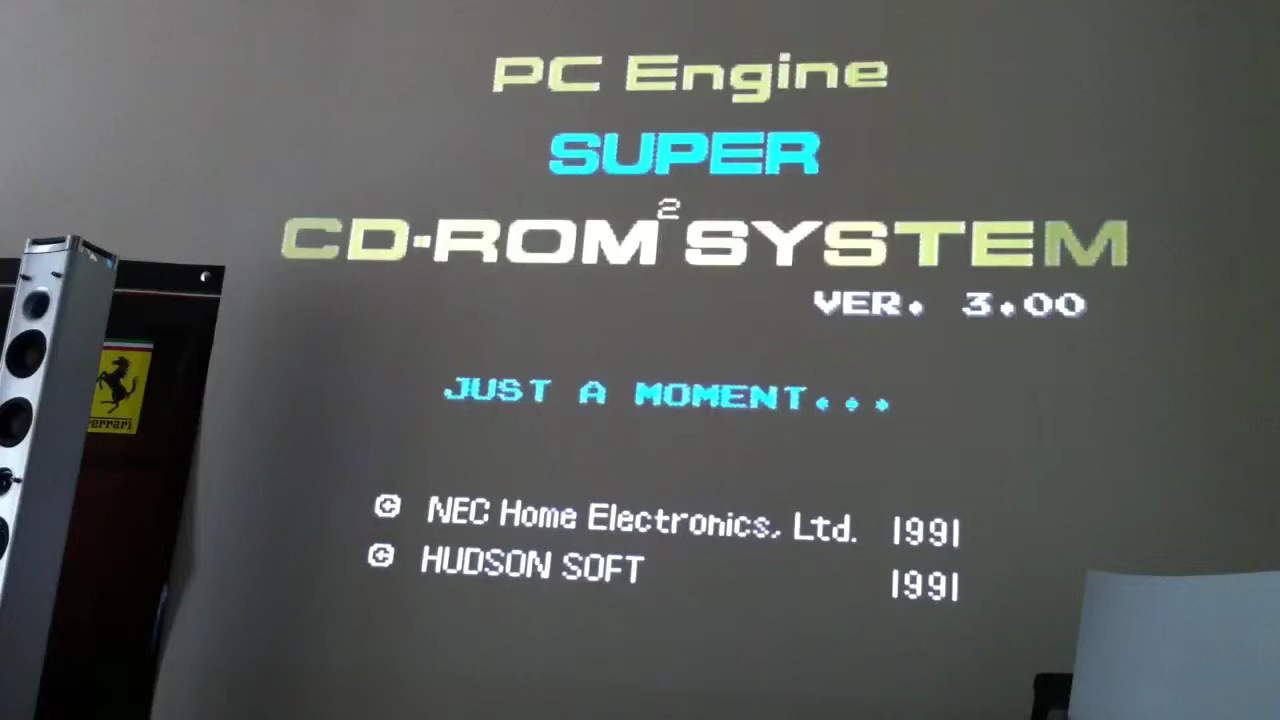 PC Engine
SUPER
CD-ROM² SYSTEM
VER. 3.00
JUST A MOMENT...
© NEC Home Electronics, Ltd. 1991
© HUDSON SOFT 1991
Ferrari